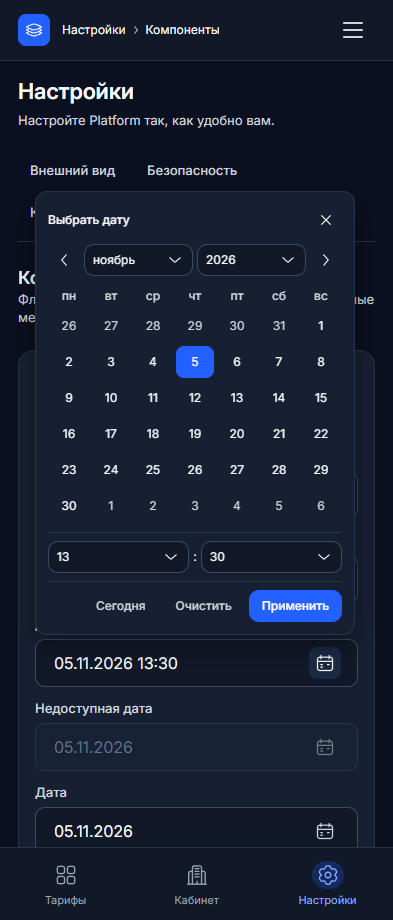 Настройки > Компоненты
Настройки
Настройте Platform так, как удобно вам.
Внешний вид Безопасность
Выбрать дату
ноябрь 2026
пн вт ср чт пт сб вс
26 27 28 29 30 31 1
2 3 4 5 6 7 8
9 10 11 12 13 14 15
16 17 18 19 20 21 22
23 24 25 26 27 28 29
30 1 2 3 4 5 6
13 : 30
Сегодня Очистить Применить
05.11.2026 13:30
Недоступная дата
05.11.2026
Дата
05.11.2026
Тарифы Кабинет Настройки